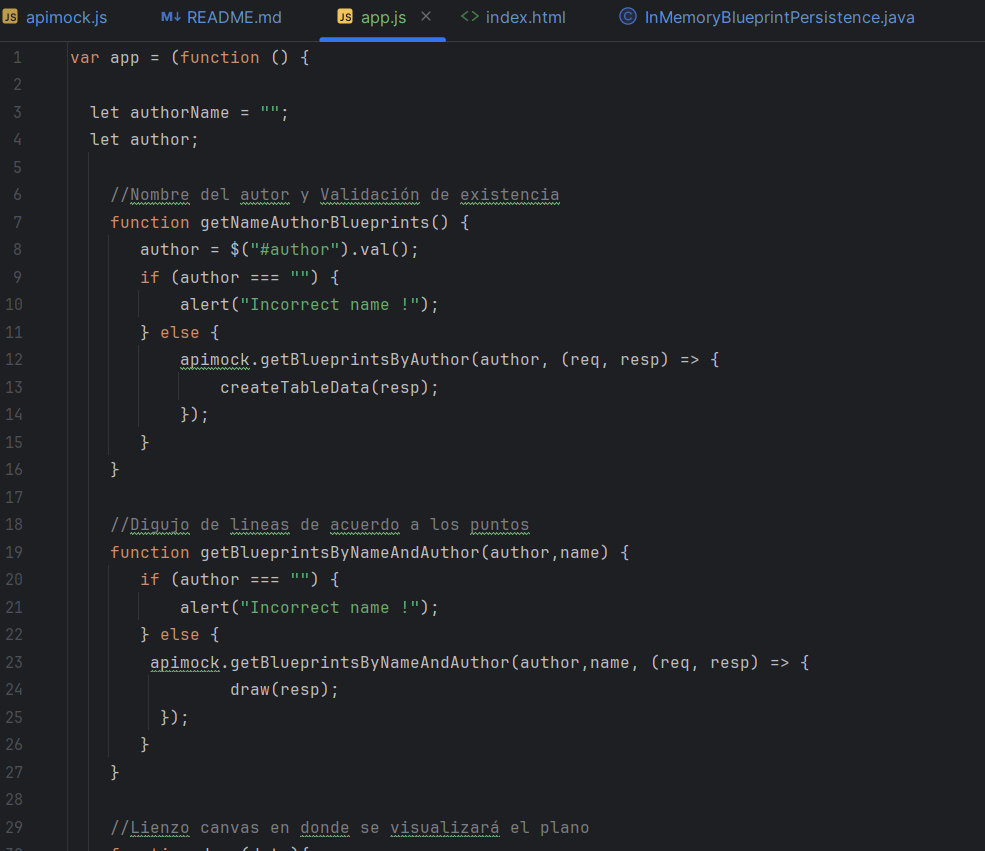 apimock.js README.md app.js index.html InMemoryBlueprintPersistence.java
1 var app = (function () {
2
3 let authorName = "";
4 let author;
5
6 //Nombre del autor y Validación de existencia
7 function getNameAuthorBlueprints() {
8 author = $("#author").val();
9 if (author === "") {
10 alert("Incorrect name !");
11 } else {
12 apimock.getBlueprintsByAuthor(author, (req, resp) => {
13 createTableData(resp);
14 });
15 }
16 }
17
18 //Digujo de lineas de acuerdo a los puntos
19 function getBlueprintsByNameAndAuthor(author,name) {
20 if (author === "") {
21 alert("Incorrect name !");
22 } else {
23 apimock.getBlueprintsByNameAndAuthor(author,name, (req, resp) => {
24 draw(resp);
25 });
26 }
27 }
28
29 //Lienzo canvas en donde se visualizará el plano